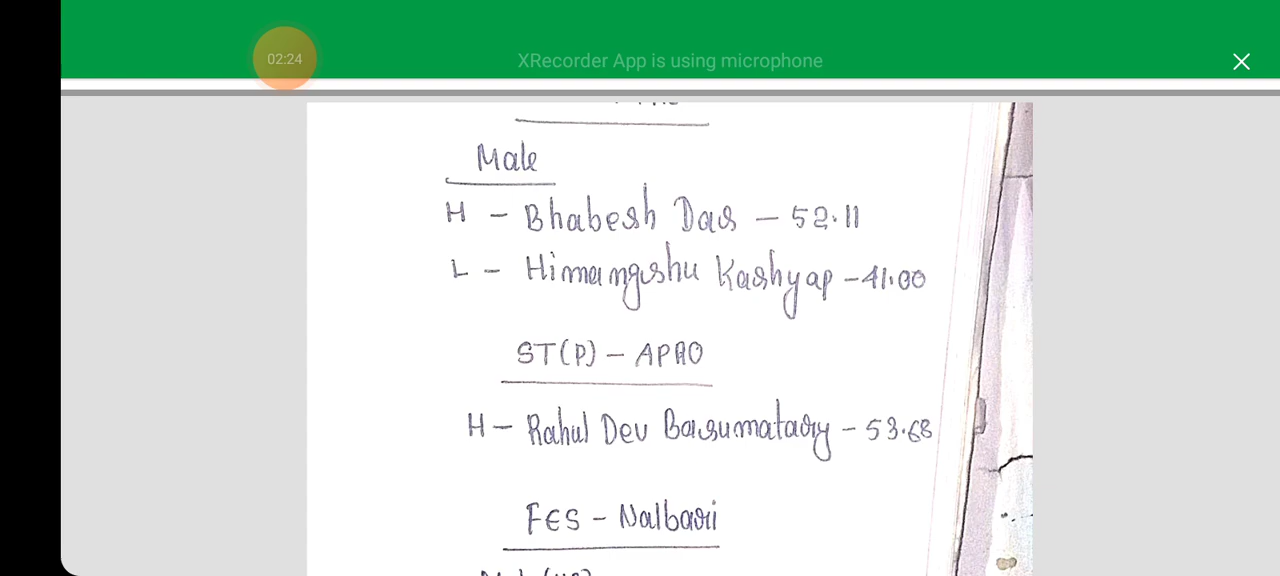 02:24
XRecorder App is using microphone
Male
H - Bhabesh Das - 52.11
L - Himangshu Kashyap - 41.00
ST(P) - APRO
H - Rahul Dev Basumatary - 53.68
FES - Nalbari